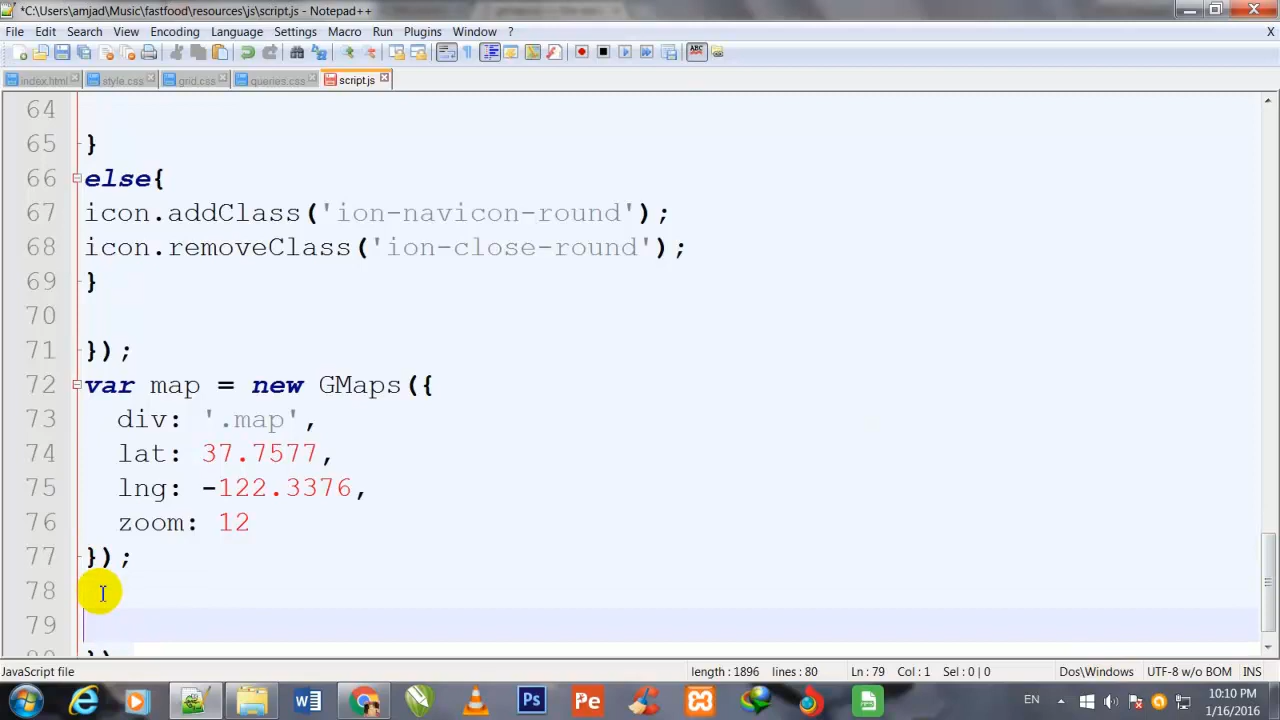 *C:\Users\amjad\Music\fastfood\resources\js\script.js - Notepad++
File Edit Search View Encoding Language Settings Macro Run Plugins Window ? X
index.html style.css grid.css queries.css script.js
64
65 }
66 else{
67 icon.addClass('ion-navicon-round');
68 icon.removeClass('ion-close-round');
69 }
70
71 });
72 var map = new GMaps({
73 div: '.map',
74 lat: 37.7577,
75 lng: -122.3376,
76 zoom: 12
77 });
78
79
80 })
JavaScript file length : 1896 lines : 80 Ln : 79 Col : 1 Sel : 0 | 0 Dos\Windows UTF-8 w/o BOM INS
W Ps Pe EN 10:10 PM
1/16/2016